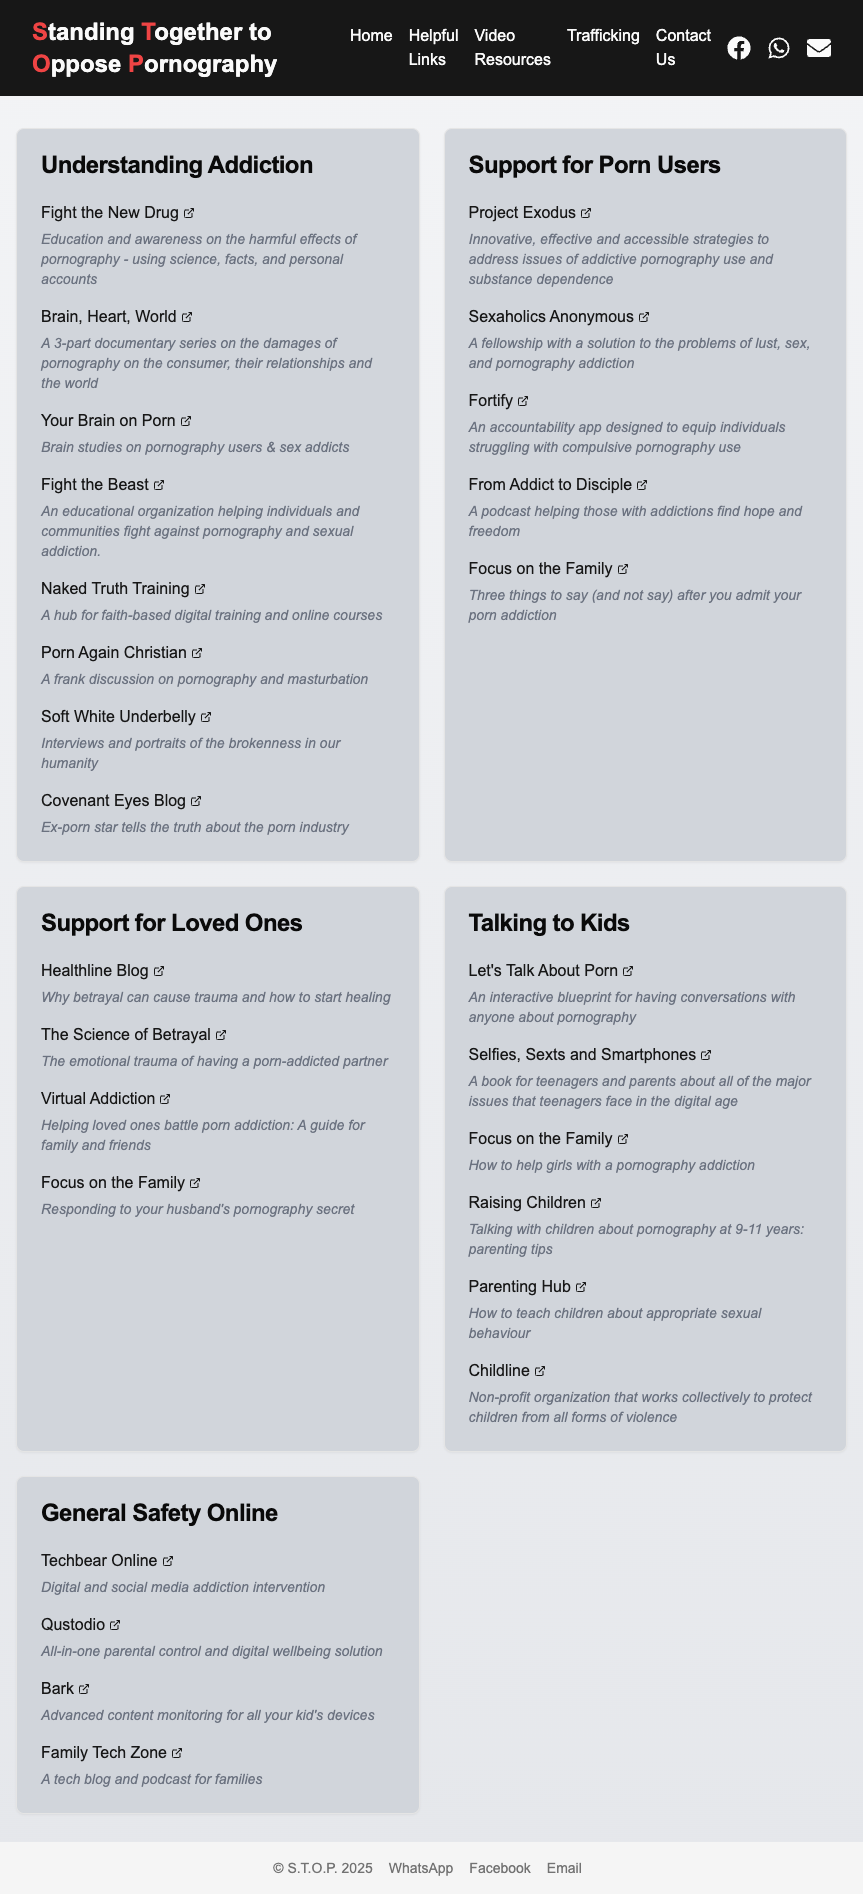 Standing Together to
Oppose Pornography
Home
Helpful
Links
Video
Resources
Trafficking
Contact
Us
Understanding Addiction
Fight the New Drug
Education and awareness on the harmful effects of
pornography - using science, facts, and personal
accounts
Brain, Heart, World
A 3-part documentary series on the damages of
pornography on the consumer, their relationships and
the world
Your Brain on Porn
Brain studies on pornography users & sex addicts
Fight the Beast
An educational organization helping individuals and
communities fight against pornography and sexual
addiction.
Naked Truth Training
A hub for faith-based digital training and online courses
Porn Again Christian
A frank discussion on pornography and masturbation
Soft White Underbelly
Interviews and portraits of the brokenness in our
humanity
Covenant Eyes Blog
Ex-porn star tells the truth about the porn industry
Support for Porn Users
Project Exodus
Innovative, effective and accessible strategies to
address issues of addictive pornography use and
substance dependence
Sexaholics Anonymous
A fellowship with a solution to the problems of lust, sex,
and pornography addiction
Fortify
An accountability app designed to equip individuals
struggling with compulsive pornography use
From Addict to Disciple
A podcast helping those with addictions find hope and
freedom
Focus on the Family
Three things to say (and not say) after you admit your
porn addiction
Support for Loved Ones
Healthline Blog
Why betrayal can cause trauma and how to start healing
The Science of Betrayal
The emotional trauma of having a porn-addicted partner
Virtual Addiction
Helping loved ones battle porn addiction: A guide for
family and friends
Focus on the Family
Responding to your husband's pornography secret
Talking to Kids
Let's Talk About Porn
An interactive blueprint for having conversations with
anyone about pornography
Selfies, Sexts and Smartphones
A book for teenagers and parents about all of the major
issues that teenagers face in the digital age
Focus on the Family
How to help girls with a pornography addiction
Raising Children
Talking with children about pornography at 9-11 years:
parenting tips
Parenting Hub
How to teach children about appropriate sexual
behaviour
Childline
Non-profit organization that works collectively to protect
children from all forms of violence
General Safety Online
Techbear Online
Digital and social media addiction intervention
Qustodio
All-in-one parental control and digital wellbeing solution
Bark
Advanced content monitoring for all your kid's devices
Family Tech Zone
A tech blog and podcast for families
© S.T.O.P. 2025 WhatsApp Facebook Email